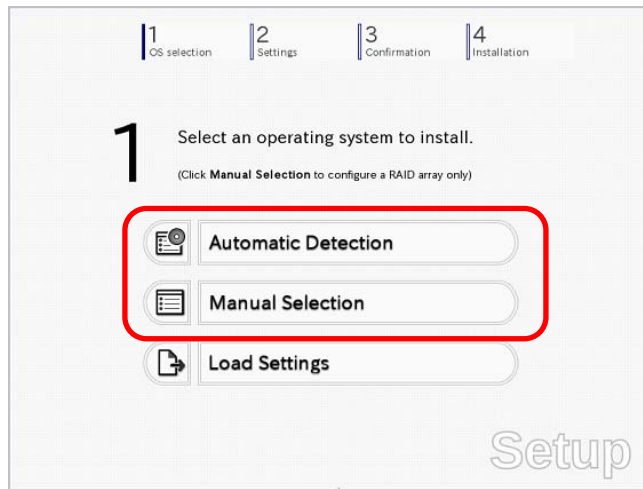 1 2 3 4
OS selection Settings Confirmation Installation
1 Select an operating system to install.
(Click Manual Selection to configure a RAID array only)
Automatic Detection
Manual Selection
Load Settings
Setup